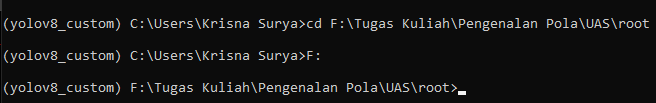 (yolov8_custom) C:\Users\Krisna Surya>cd F:\Tugas Kuliah\Pengenalan Pola\UAS\root
(yolov8_custom) C:\Users\Krisna Surya>F:
(yolov8_custom) F:\Tugas Kuliah\Pengenalan Pola\UAS\root>